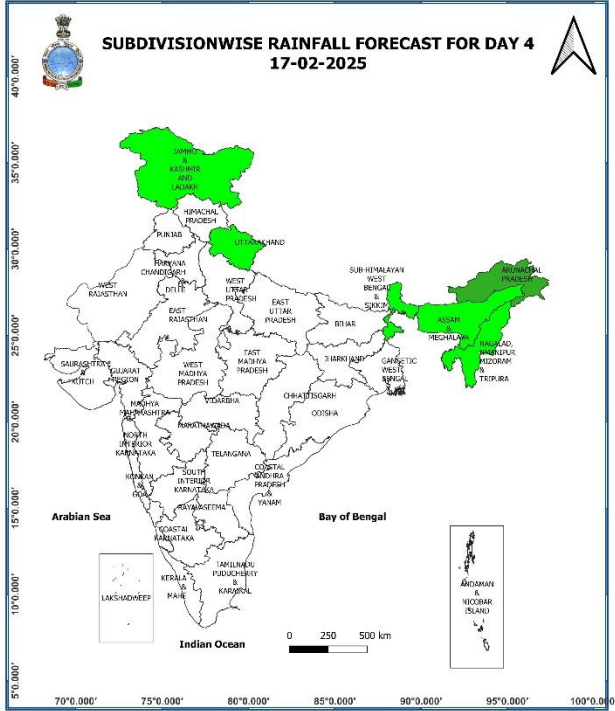 SUBDIVISIONWISE RAINFALL FORECAST FOR DAY 4
17-02-2025
40°0.000'
35°0.000'
30°0.000'
25°0.000'
20°0.000'
15°0.000'
10°0.000'
5°0.000'
JAMMU
&
KASHMIR
AND
LADAKH
HIMACHAL
PRADESH
PUNJAB
UTTARAKHAND
HARYANA
CHANDIGARH
DELHI
WEST
RAJASTHAN
WEST
UTTAR
PRADESH
EAST
RAJASTHAN
EAST
UTTAR
PRADESH
SUB-HIMALAYAN
WEST
BENGAL
&
SIKKIM
ARUNACHAL
PRADESH
ASSAM
&
MEGHALAYA
NAGALAD,
MANIPUR
MIZORAM
&
TRIPURA
BIHAR
JHARKHAND
GANGETIC
WEST
BENGAL
SAURASHTRA
&
KUTCH
GUJARAT
REGION
WEST
MADHYA
PRADESH
EAST
MADHYA
PRADESH
CHHATTISGARH
ODISHA
MADHYA
MAHARASHTRA
VIDARBHA
MARATHAWADA
NORTH
INTERIOR
KARNATAKA
TELANGANA
KONKAN
&
GOA
SOUTH
INTERIOR
KARNATAKA
COASTAL
ANDHRA
PRADESH
&
YANAM
RAYALASEEMA
COASTAL
KARNATAKA
Arabian Sea
Bay of Bengal
TAMILNADU
PUDUCHERRY
&
KARAIKAL
KERALA
&
MAHE
LAKSHADWEEP
ANDAMAN
&
NICOBAR
ISLAND
Indian Ocean
0 250 500 km
70°0.000' 75°0.000' 80°0.000' 85°0.000' 90°0.000' 95°0.000' 100°0.000'